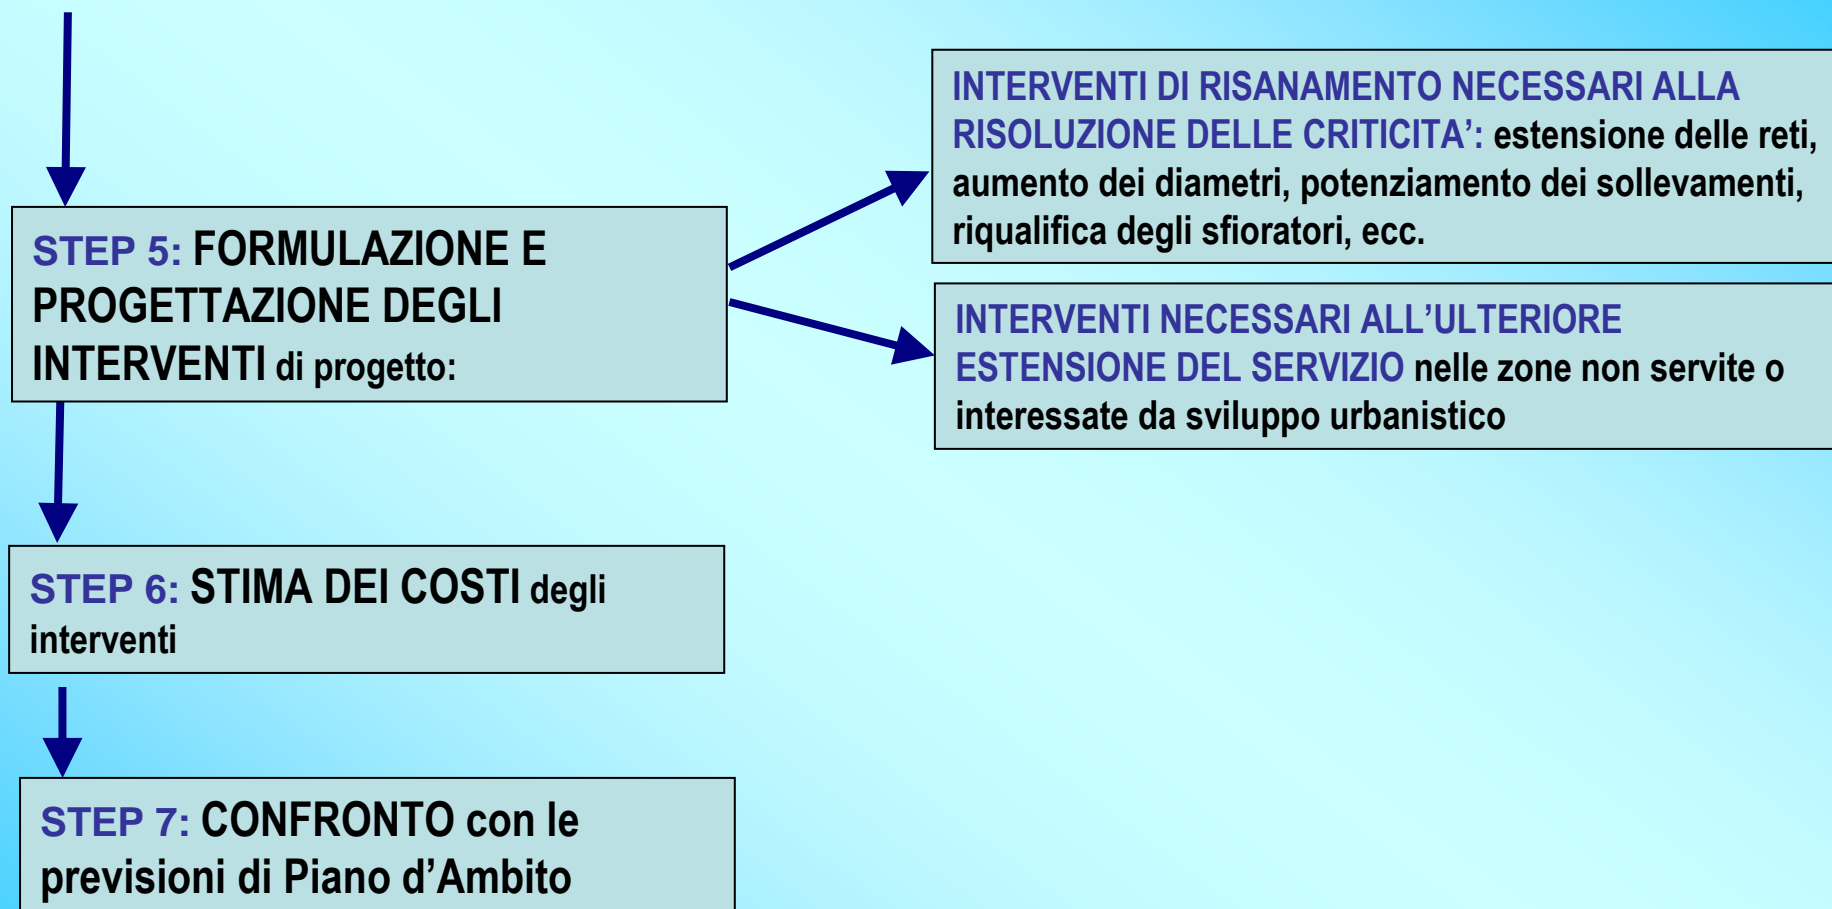 INTERVENTI DI RISANAMENTO NECESSARI ALLA
RISOLUZIONE DELLE CRITICITA’: estensione delle reti,
aumento dei diametri, potenziamento dei sollevamenti,
riqualifica degli sfioratori, ecc.
STEP 5: FORMULAZIONE E
PROGETTAZIONE DEGLI
INTERVENTI di progetto:
INTERVENTI NECESSARI ALL’ULTERIORE
ESTENSIONE DEL SERVIZIO nelle zone non servite o
interessate da sviluppo urbanistico
STEP 6: STIMA DEI COSTI degli
interventi
STEP 7: CONFRONTO con le
previsioni di Piano d’Ambito